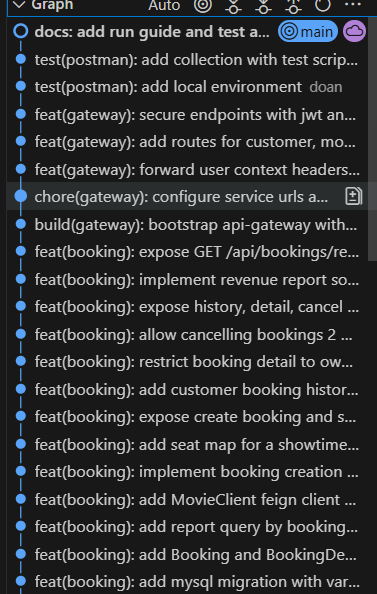 Graph Auto
docs: add run guide and test a... main
test(postman): add collection with test scrip...
test(postman): add local environment doan
feat(gateway): secure endpoints with jwt an...
feat(gateway): add routes for customer, mo...
feat(gateway): forward user context headers...
chore(gateway): configure service urls a...
build(gateway): bootstrap api-gateway with...
feat(booking): expose GET /api/bookings/re...
feat(booking): implement revenue report so...
feat(booking): expose history, detail, cancel ...
feat(booking): allow cancelling bookings 2 ...
feat(booking): restrict booking detail to ow...
feat(booking): add customer booking histor...
feat(booking): expose create booking and s...
feat(booking): add seat map for a showtime...
feat(booking): implement booking creation ...
feat(booking): add MovieClient feign client ...
feat(booking): add report query by booking...
feat(booking): add Booking and BookingDe...
feat(booking): add mysql migration with var...